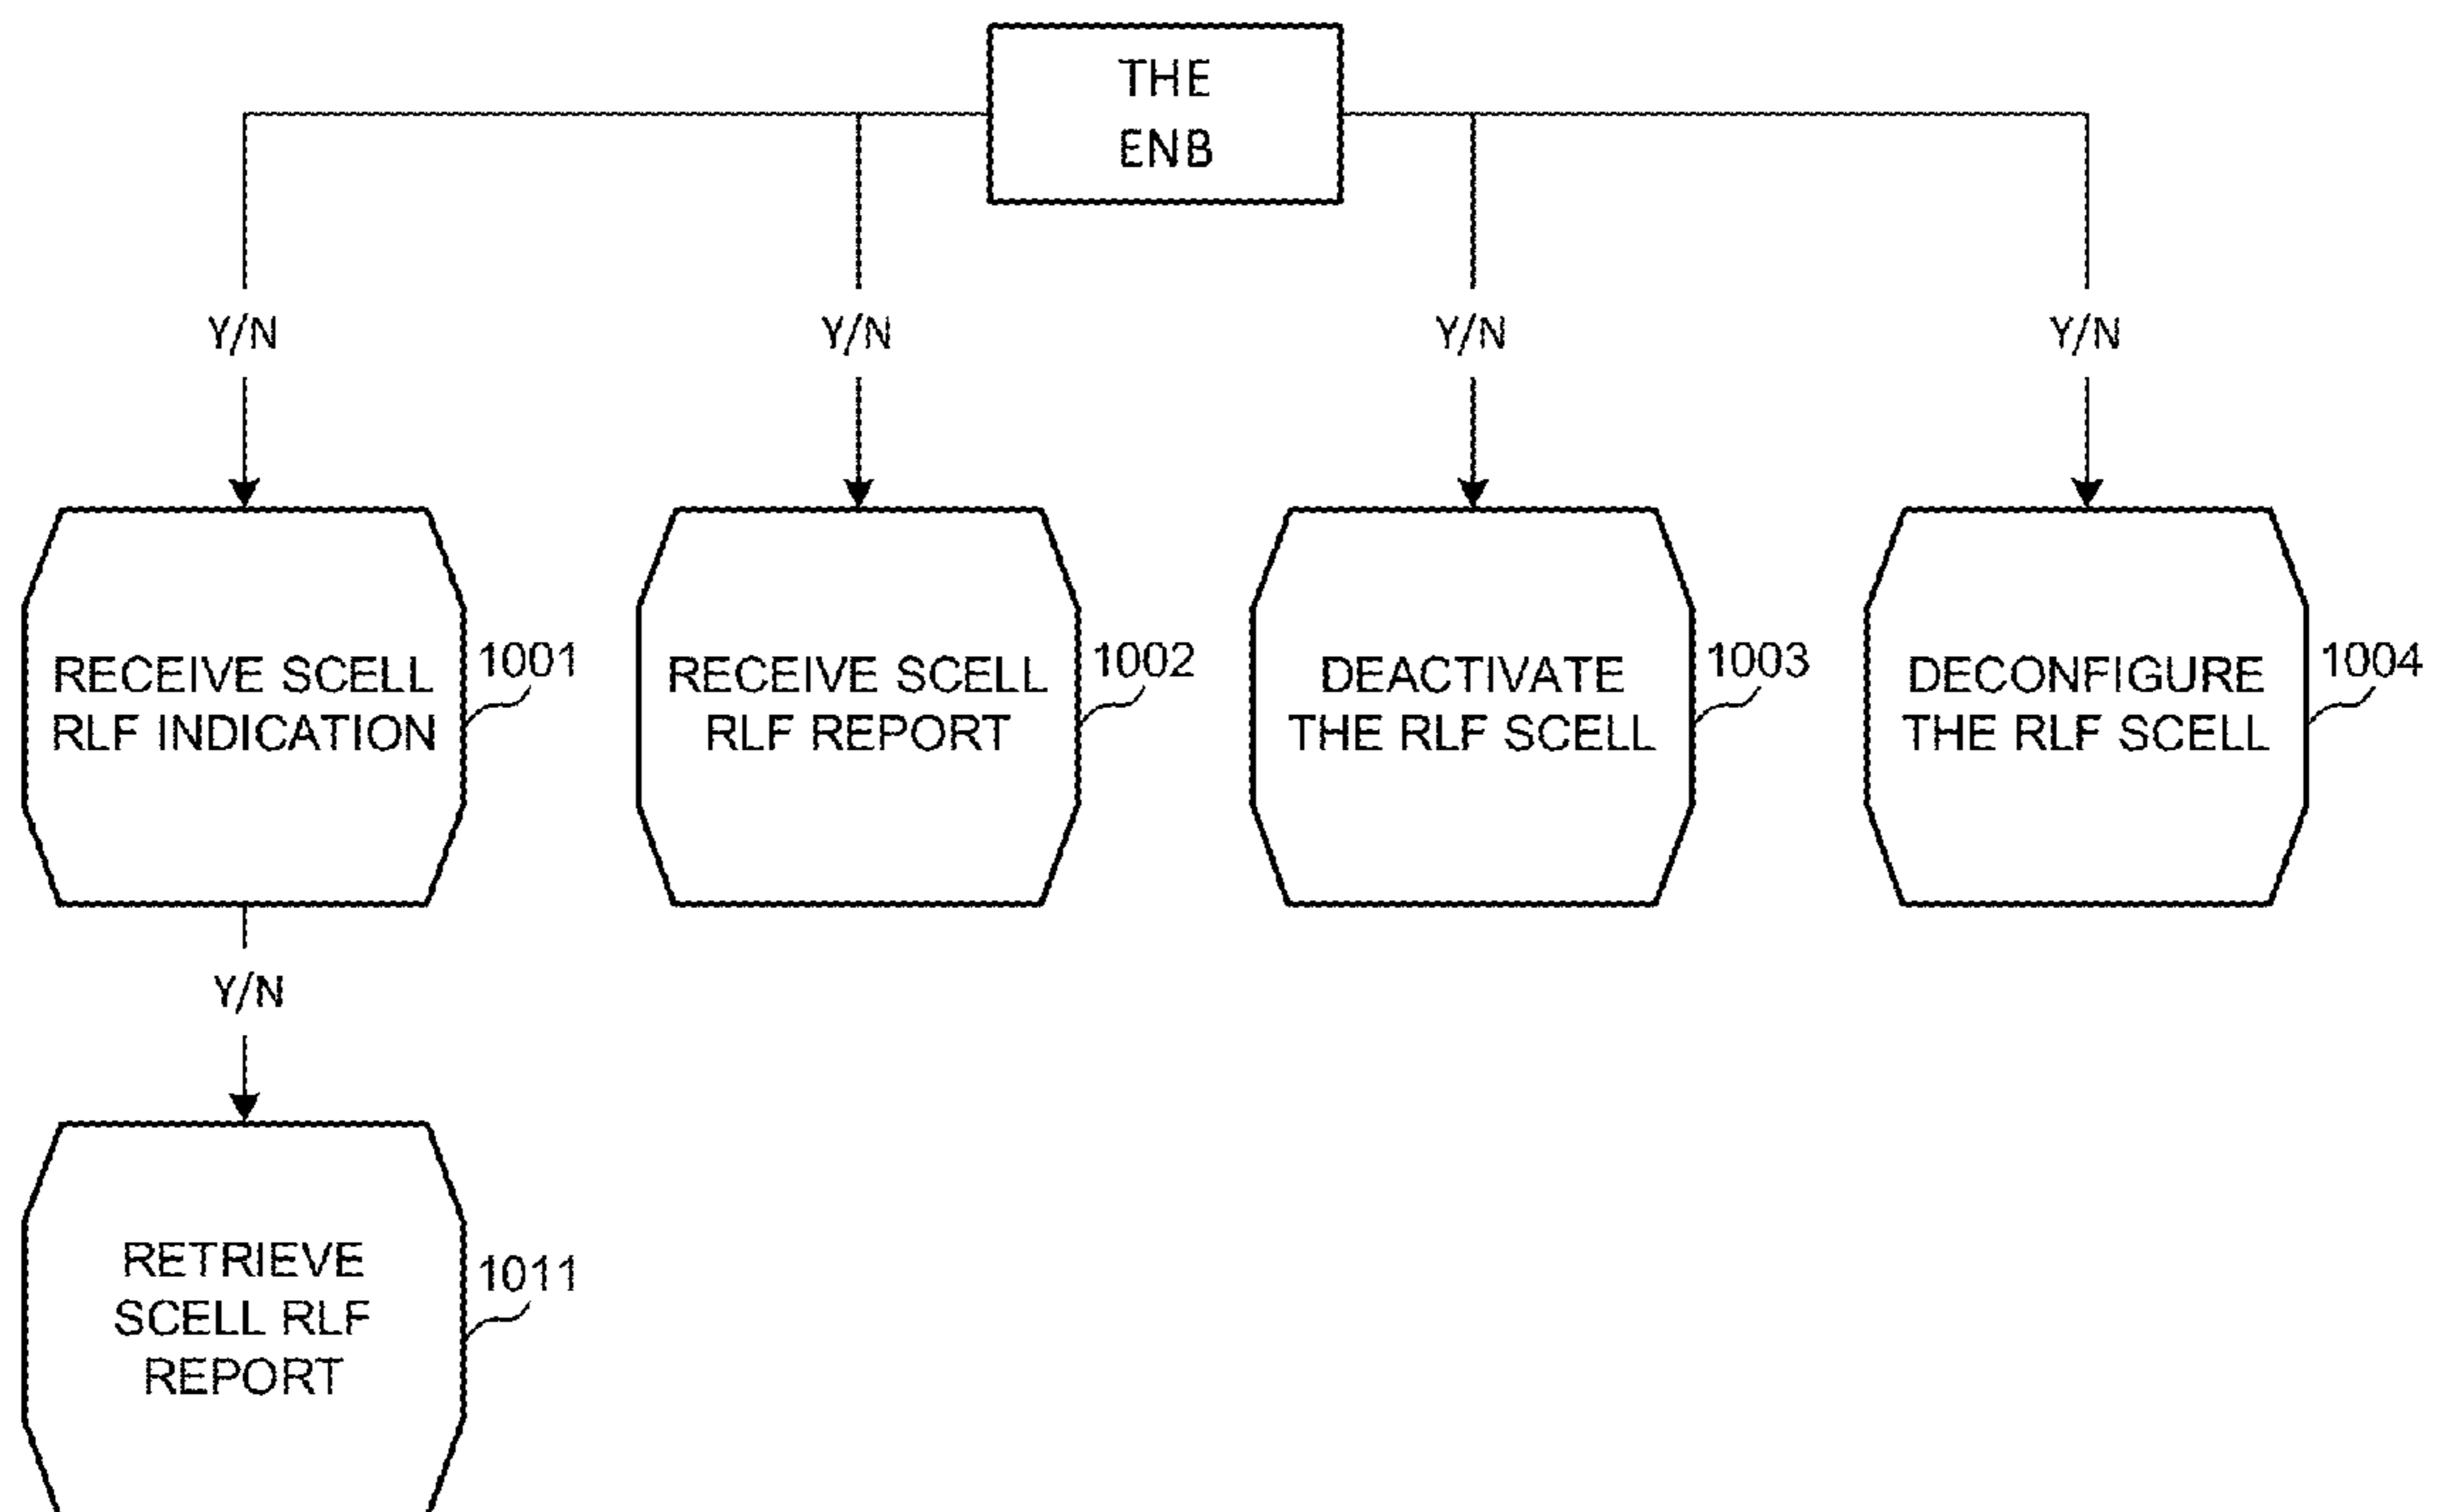 THE
ENB
Y/N
Y/N
Y/N
Y/N
RECEIVE SCELL
RLF INDICATION
1001
RECEIVE SCELL
RLF REPORT
1002
DEACTIVATE
THE RLF SCELL
1003
DECONFIGURE
THE RLF SCELL
1004
Y/N
RETRIEVE
SCELL RLF
REPORT
1011